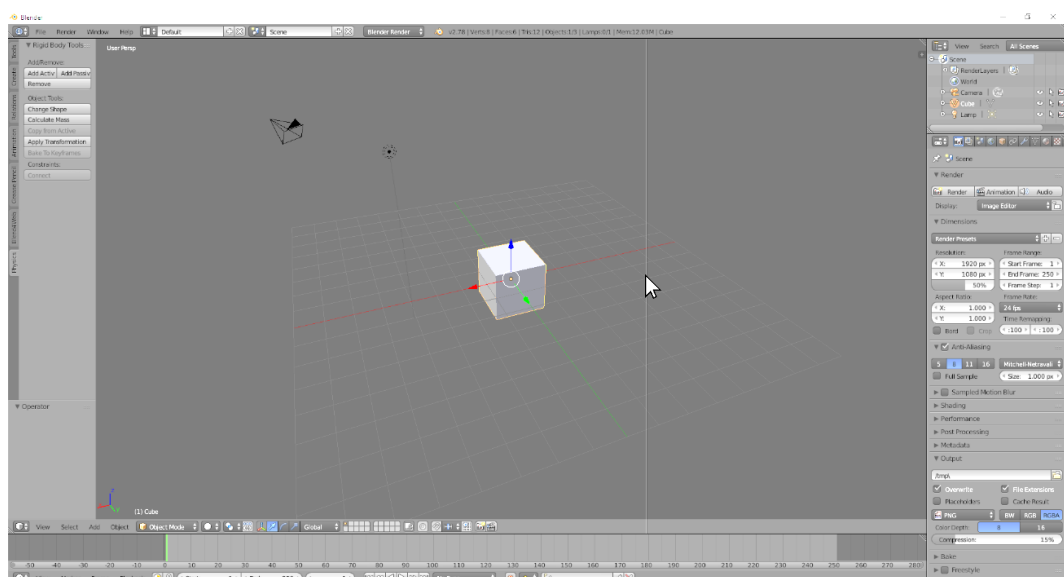 Blender
File Render Window Help Default Scene Blender Render v2.78 | Verts:8 | Faces:6 | Tris:12 | Objects:1/3 | Lamps:0/1 | Mem:12.83M | Cube
Rigid Body Tools
Add/Remove:
Add Activ Add Passiv
Remove
Object Tools:
Change Shape
Calculate Mass
Copy from Active
Apply Transformation
Bake To Keyframes
Constraints:
Connect
Tools
Create
Relations
Animation
Grease Pencil
Physics
Operator
User Persp
(1) Cube
View Select Add Object Object Mode Global
-50 -40 -30 -20 -10 0 10 20 30 40 50 60 70 80 90 100 110 120 130 140 150 160 170 180 190 200 210 220 230 240 250 260 270 280
View Search All Scenes
Scene
RenderLayers
World
Camera
Cube
Lamp
Scene
Render
Render Animation Audio
Display: Image Editor
Dimensions
Render Presets
Resolution: Frame Range:
X: 1920 px Start Frame: 1
Y: 1080 px End Frame: 250
50% Frame Step: 1
Aspect Ratio: Frame Rate:
X: 1.000 24 fps
Y: 1.000 Time Remapping:
Bord Crop :100 :100
Anti-Aliasing
5 8 11 16 Mitchell-Netravali
Full Sample Size: 1.000 px
Sampled Motion Blur
Shading
Performance
Post Processing
Metadata
Output
/tmp\
Overwrite File Extensions
Placeholders Cache Result
PNG BW RGB RGBA
Color Depth: 8 16
Compression: 15%
Bake
Freestyle